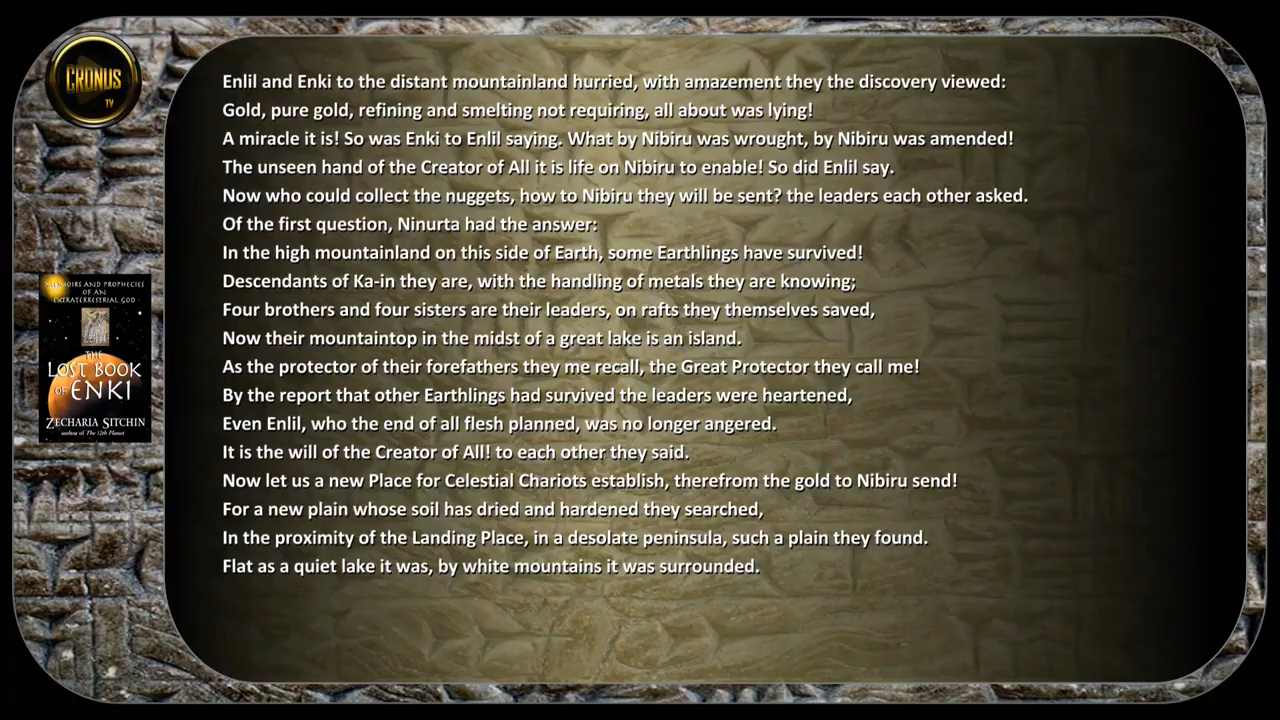 CRONUS
TV
Enlil and Enki to the distant mountainland hurried, with amazement they the discovery viewed:
Gold, pure gold, refining and smelting not requiring, all about was lying!
A miracle it is! So was Enki to Enlil saying. What by Nibiru was wrought, by Nibiru was amended!
The unseen hand of the Creator of All it is life on Nibiru to enable! So did Enlil say.
Now who could collect the nuggets, how to Nibiru they will be sent? the leaders each other asked.
Of the first question, Ninurta had the answer:
In the high mountainland on this side of Earth, some Earthlings have survived!
Descendants of Ka-in they are, with the handling of metals they are knowing;
Four brothers and four sisters are their leaders, on rafts they themselves saved,
Now their mountaintop in the midst of a great lake is an island.
As the protector of their forefathers they me recall, the Great Protector they call me!
By the report that other Earthlings had survived the leaders were heartened,
Even Enlil, who the end of all flesh planned, was no longer angered.
It is the will of the Creator of All! to each other they said.
Now let us a new Place for Celestial Chariots establish, therefrom the gold to Nibiru send!
For a new plain whose soil has dried and hardened they searched,
In the proximity of the Landing Place, in a desolate peninsula, such a plain they found.
Flat as a quiet lake it was, by white mountains it was surrounded.
MEMOIRS AND PROPHECIES
OF AN
EXTRATERRESTRIAL GOD
THE
LOST BOOK
OF ENKI
ZECHARIA SITCHIN
author of The 12th Planet